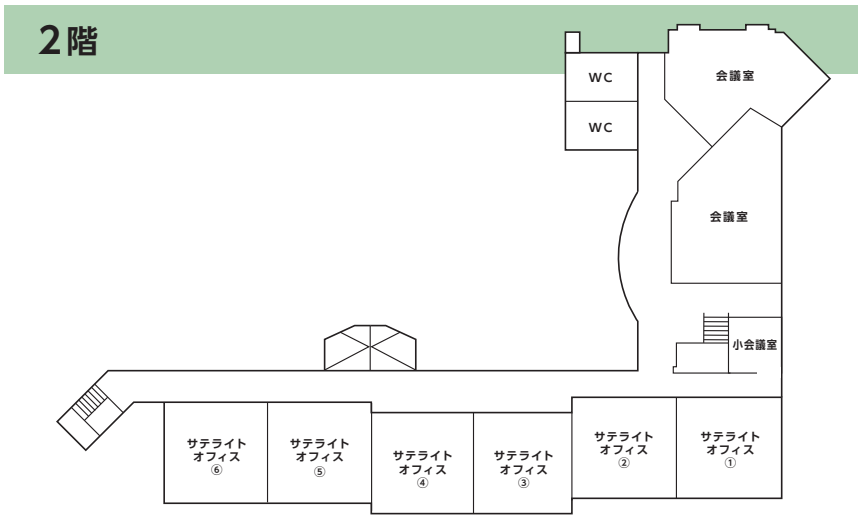 2階
WC
会議室
WC
会議室
小会議室
サテライト
オフィス
⑥
サテライト
オフィス
⑤
サテライト
オフィス
④
サテライト
オフィス
③
サテライト
オフィス
②
サテライト
オフィス
①